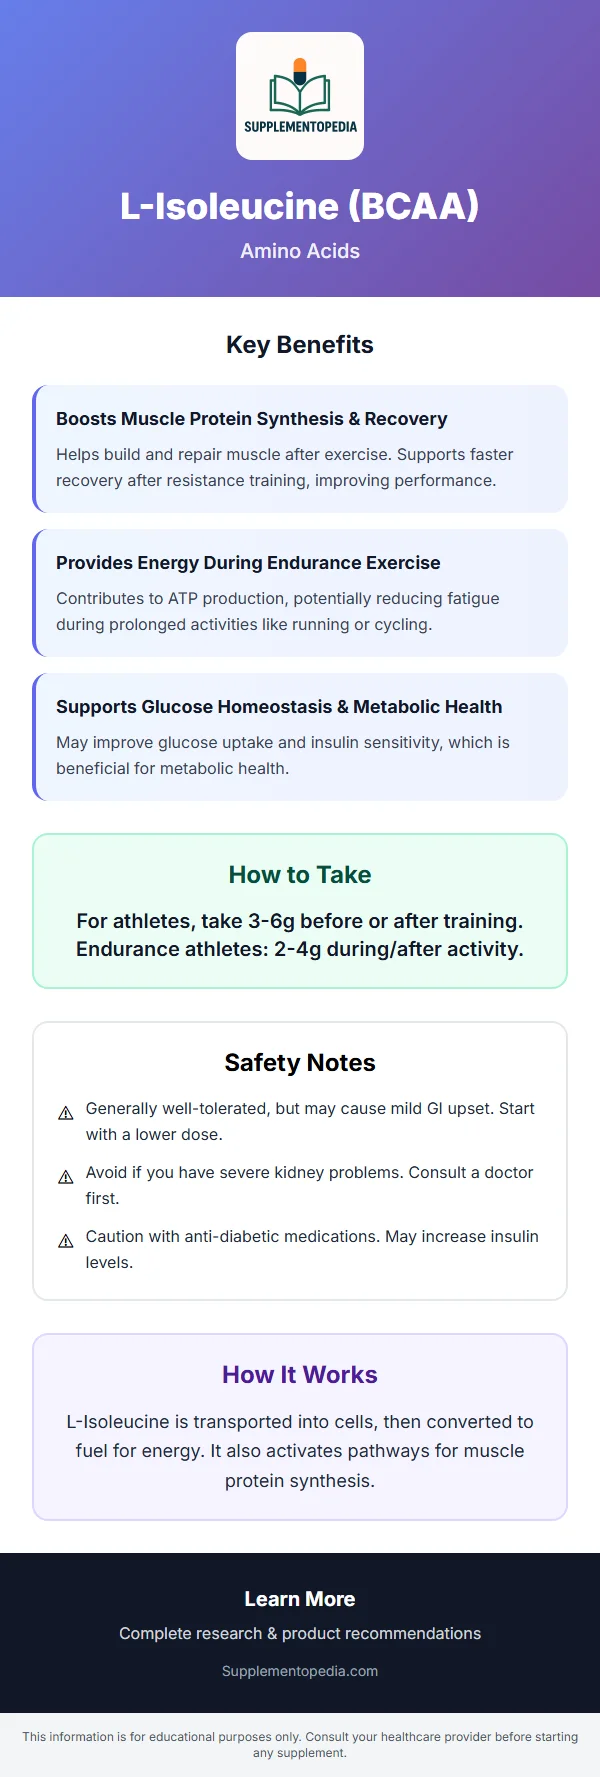 SUPPLEMENTOPEDIA
L-Isoleucine (BCAA)
Amino Acids
Key Benefits
Boosts Muscle Protein Synthesis & Recovery
Helps build and repair muscle after exercise. Supports faster
recovery after resistance training, improving performance.
Provides Energy During Endurance Exercise
Contributes to ATP production, potentially reducing fatigue
during prolonged activities like running or cycling.
Supports Glucose Homeostasis & Metabolic Health
May improve glucose uptake and insulin sensitivity, which is
beneficial for metabolic health.
How to Take
For athletes, take 3-6g before or after training.
Endurance athletes: 2-4g during/after activity.
Safety Notes
Generally well-tolerated, but may cause mild GI upset. Start
with a lower dose.
Avoid if you have severe kidney problems. Consult a doctor
first.
Caution with anti-diabetic medications. May increase insulin
levels.
How It Works
L-Isoleucine is transported into cells, then converted to
fuel for energy. It also activates pathways for muscle
protein synthesis.
Learn More
Complete research & product recommendations
Supplementopedia.com
This information is for educational purposes only. Consult your healthcare provider before starting
any supplement.